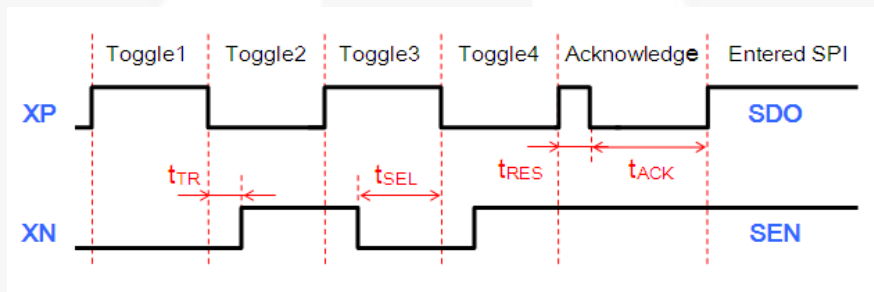 Toggle1 Toggle2 Toggle3 Toggle4 Acknowledge Entered SPI
XP SDO
tTR tSEL tRES tACK
XN SEN